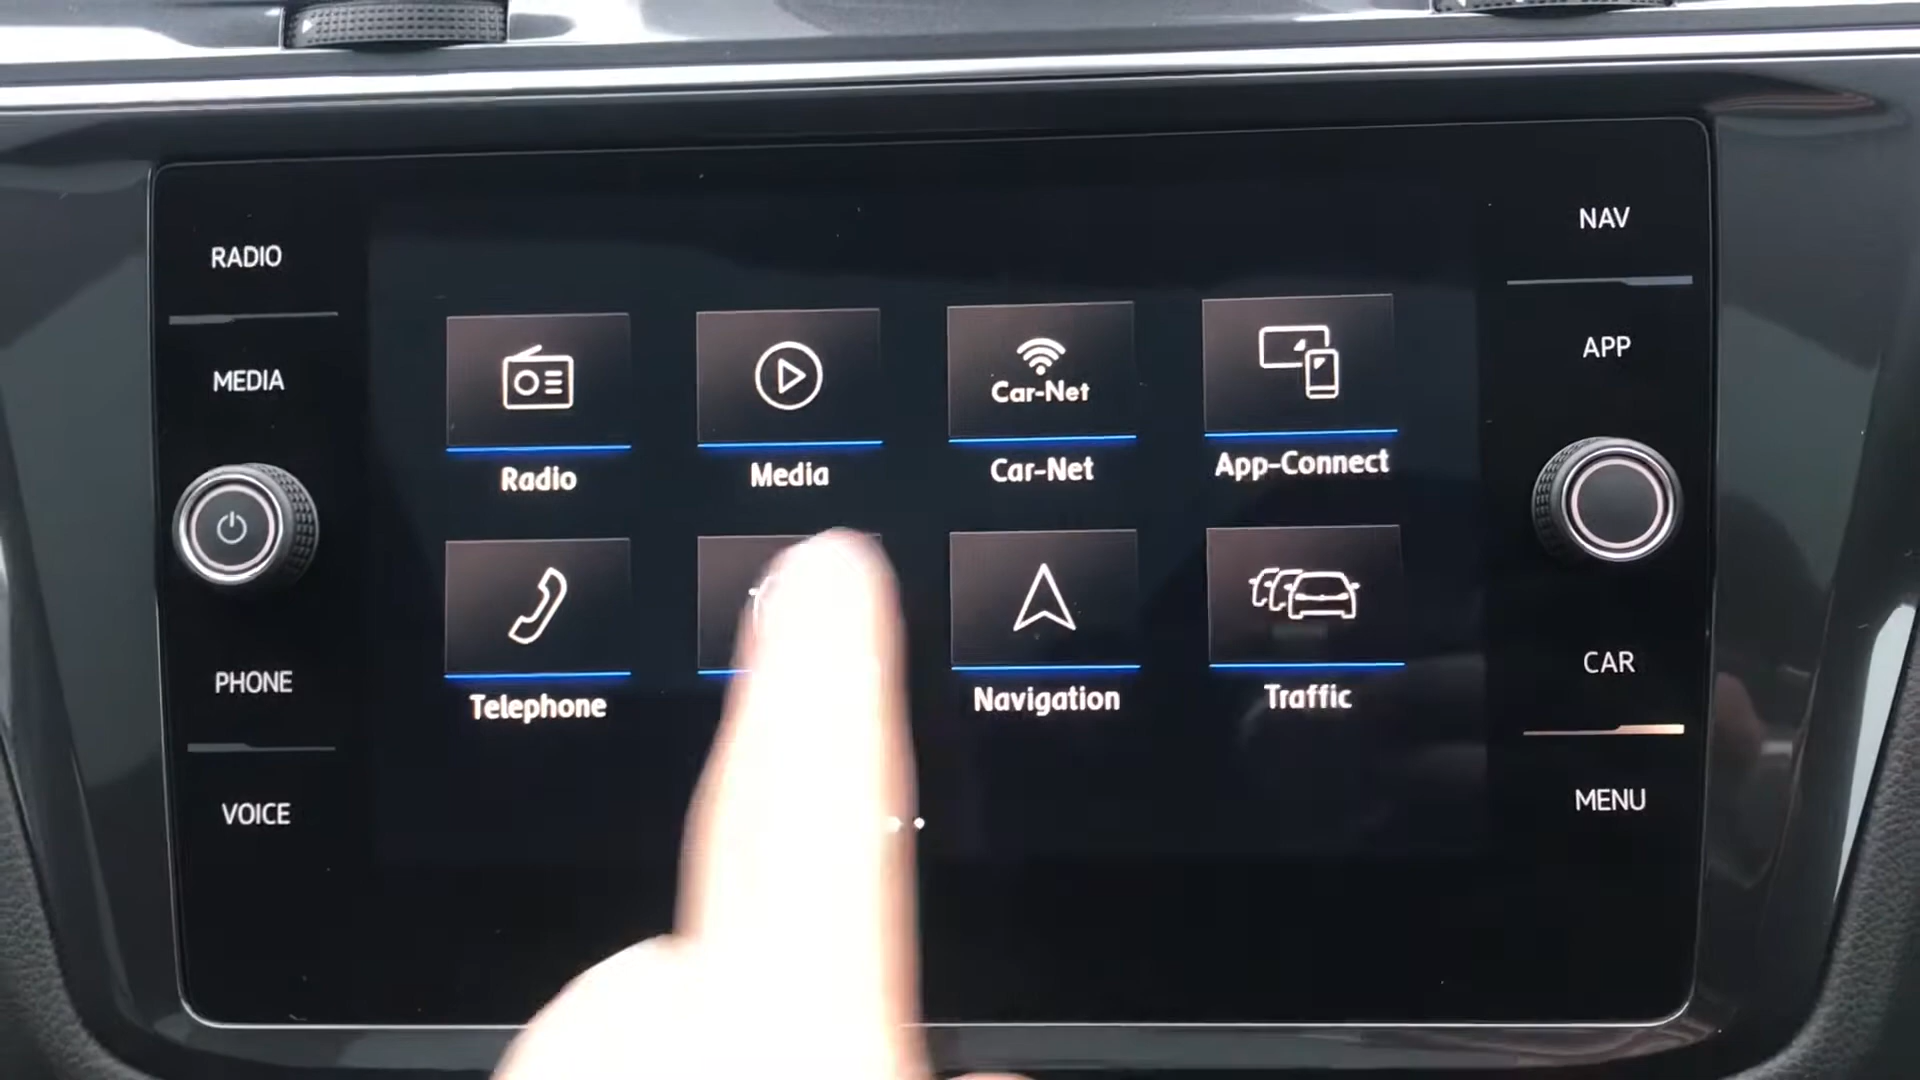 RADIO
MEDIA
PHONE
VOICE
Car-Net
Radio
Media
Car-Net
App-Connect
Telephone
Navigation
Traffic
NAV
APP
CAR
MENU